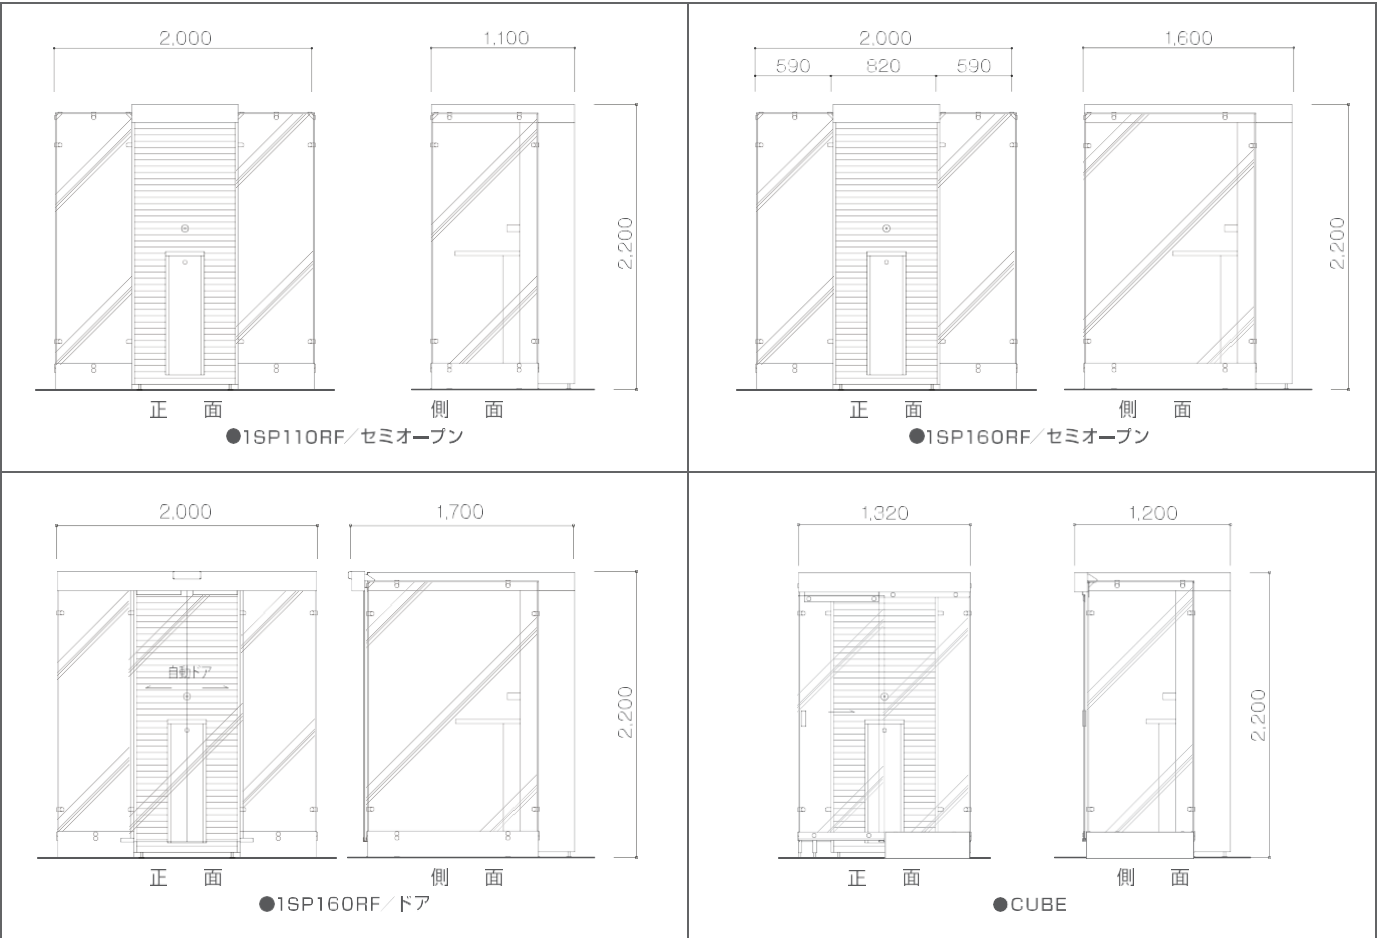 2,000
1,100
2,200
正 面
側 面
●1SP110RF／セミオープン
2,000
590
820
590
1,600
2,200
正 面
側 面
●1SP160RF／セミオープン
2,000
1,700
自動ドア
2,200
正 面
側 面
●1SP160RF／ドア
1,320
1,200
2,200
正 面
側 面
●CUBE